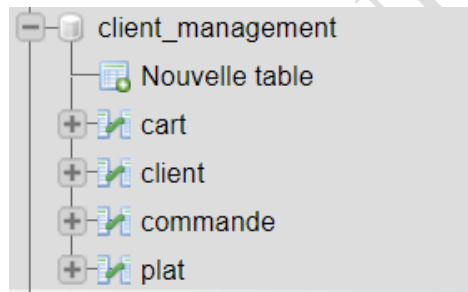 client_management
Nouvelle table
cart
client
commande
plat